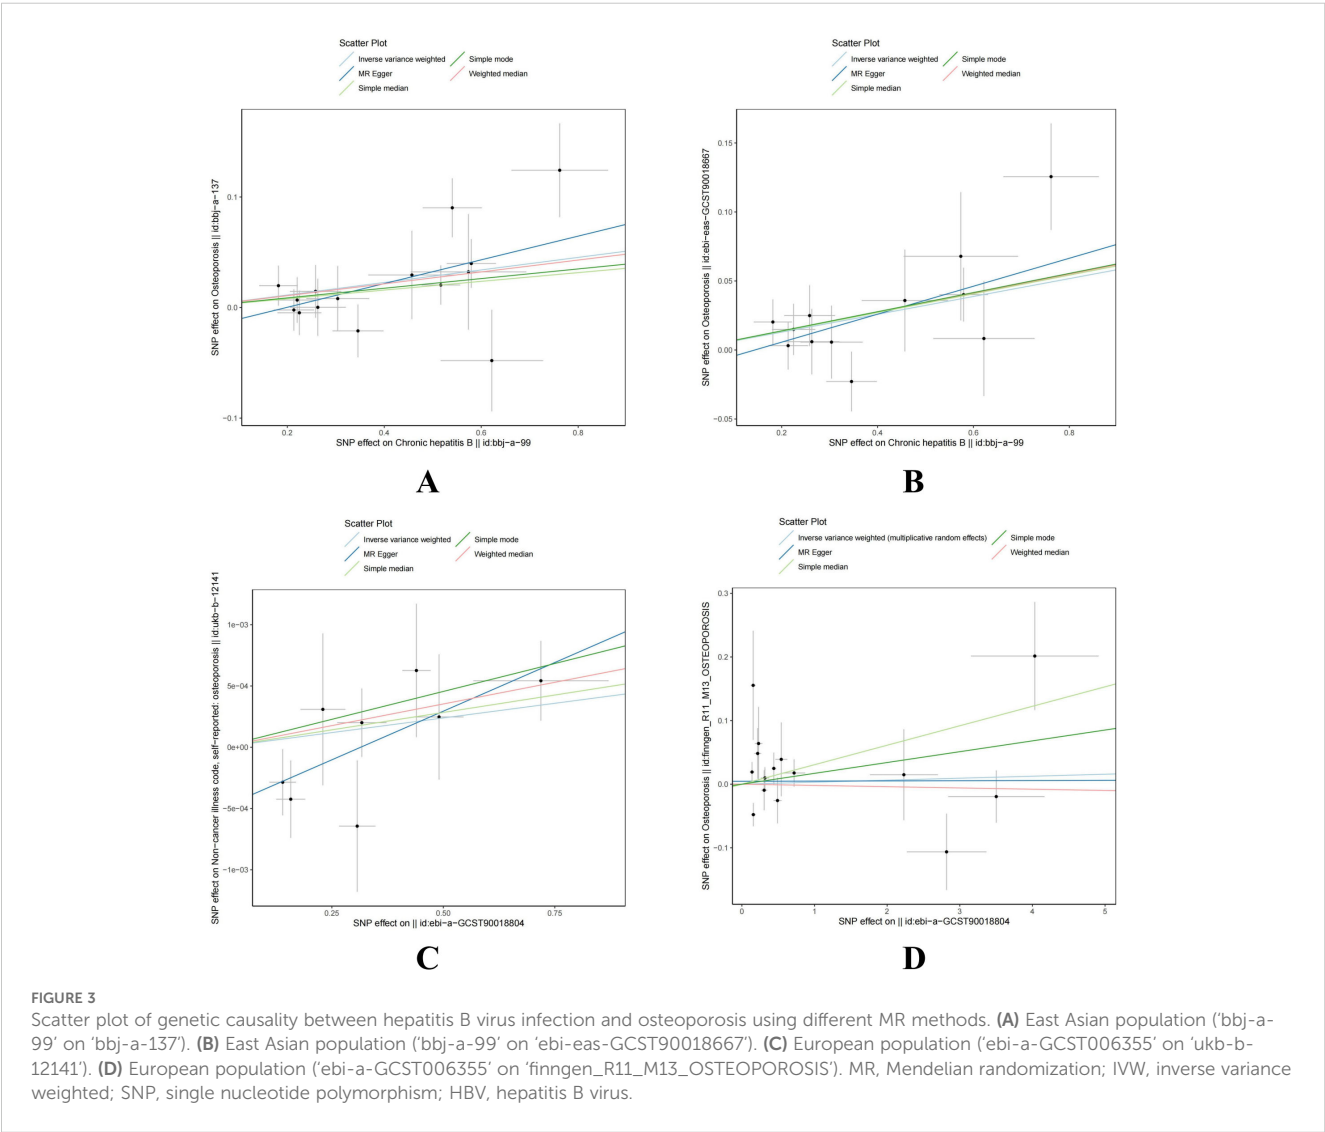 Scatter Plot
Inverse variance weighted
Simple mode
MR Egger
Weighted median
Simple median
SNP effect on Osteoporosis || id:bbj−a−137
0.1
0.0
−0.1
0.2
0.4
0.6
0.8
SNP effect on Chronic hepatitis B || id:bbj−a−99
A
Scatter Plot
Inverse variance weighted
Simple mode
MR Egger
Weighted median
Simple median
SNP effect on Osteoporosis || id:ebi−eas−GCST90018667
0.15
0.10
0.05
0.00
−0.05
0.2
0.4
0.6
0.8
SNP effect on Chronic hepatitis B || id:bbj−a−99
B
Scatter Plot
Inverse variance weighted
Simple mode
MR Egger
Weighted median
Simple median
SNP effect on Non−cancer illness code, self−reported: osteoporosis || id:ukb−b−12141
1e−03
5e−04
0e+00
−5e−04
−1e−03
0.25
0.50
0.75
SNP effect on || id:ebi−a−GCST90018804
C
Scatter Plot
Inverse variance weighted (multiplicative random effects)
Simple mode
MR Egger
Weighted median
Simple median
SNP effect on Osteoporosis || id:finngen_R11_M13_OSTEOPOROSIS
0.3
0.2
0.1
0.0
−0.1
0
1
2
3
4
5
SNP effect on || id:ebi−a−GCST90018804
D
FIGURE 3
Scatter plot of genetic causality between hepatitis B virus infection and osteoporosis using different MR methods. (A) East Asian population ('bbj-a-
99' on 'bbj-a-137'). (B) East Asian population ('bbj-a-99' on 'ebi-eas-GCST90018667'). (C) European population ('ebi-a-GCST006355' on 'ukb-b-
12141'). (D) European population ('ebi-a-GCST006355' on 'finngen_R11_M13_OSTEOPOROSIS'). MR, Mendelian randomization; IVW, inverse variance
weighted; SNP, single nucleotide polymorphism; HBV, hepatitis B virus.